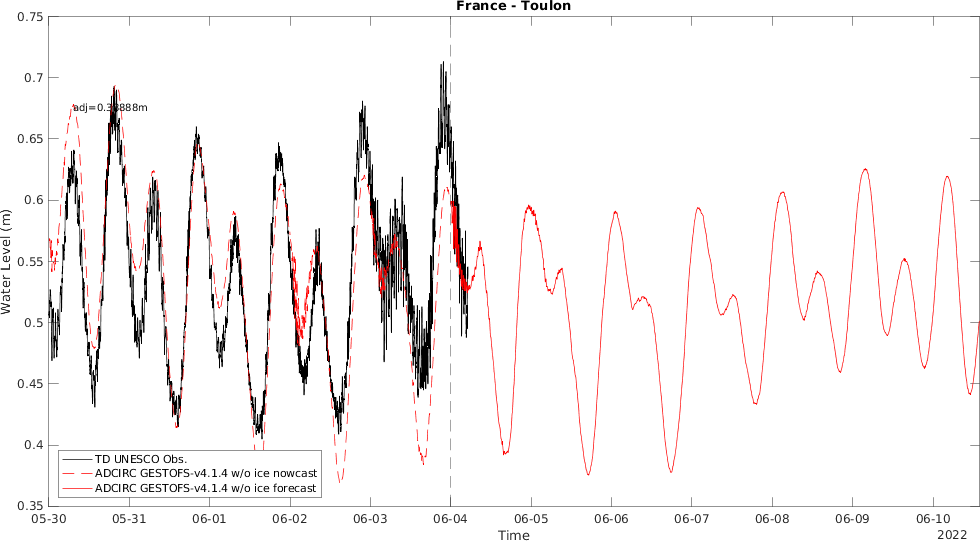 France - Toulon
0.75
0.7
0.65
0.6
0.55
0.5
0.45
0.4
0.35
Water Level (m)
adj=0.38888m
TD UNESCO Obs.
ADCIRC GESTOFS-v4.1.4 w/o ice nowcast
ADCIRC GESTOFS-v4.1.4 w/o ice forecast
05-30 05-31 06-01 06-02 06-03 06-04 06-05 06-06 06-07 06-08 06-09 06-10
Time
2022